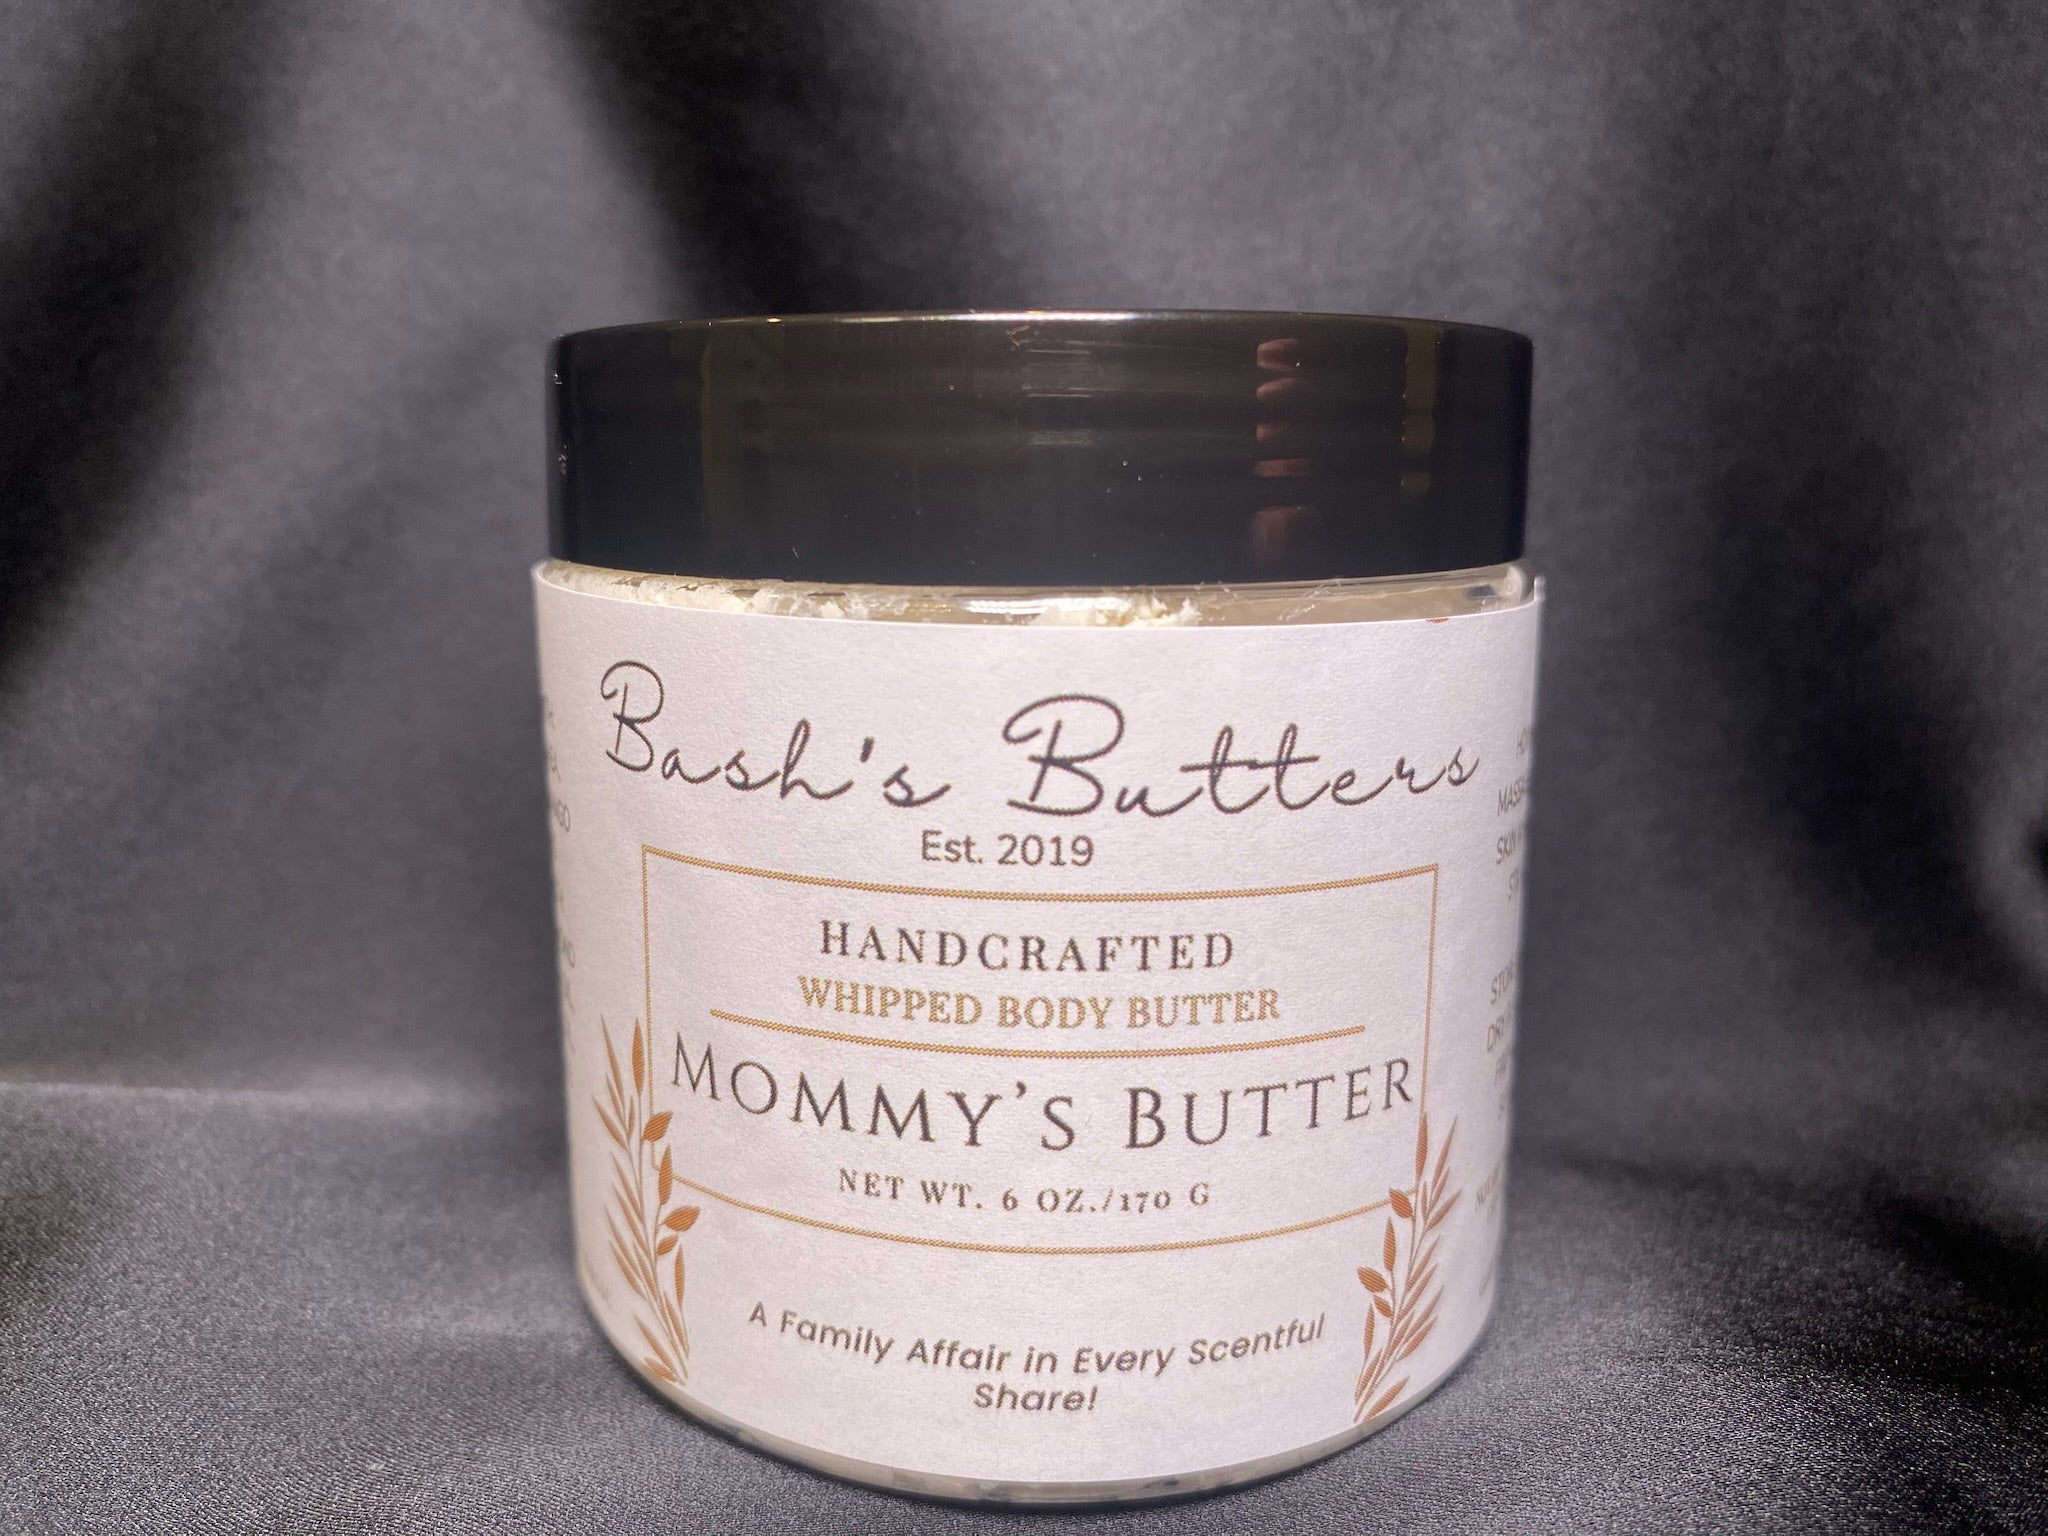 Bash's Butters
Est. 2019
HANDCRAFTED
WHIPPED BODY BUTTER
MOMMY'S BUTTER
NET WT. 6 OZ./170 G
A Family Affair in Every Scentful
Share!
SKIN